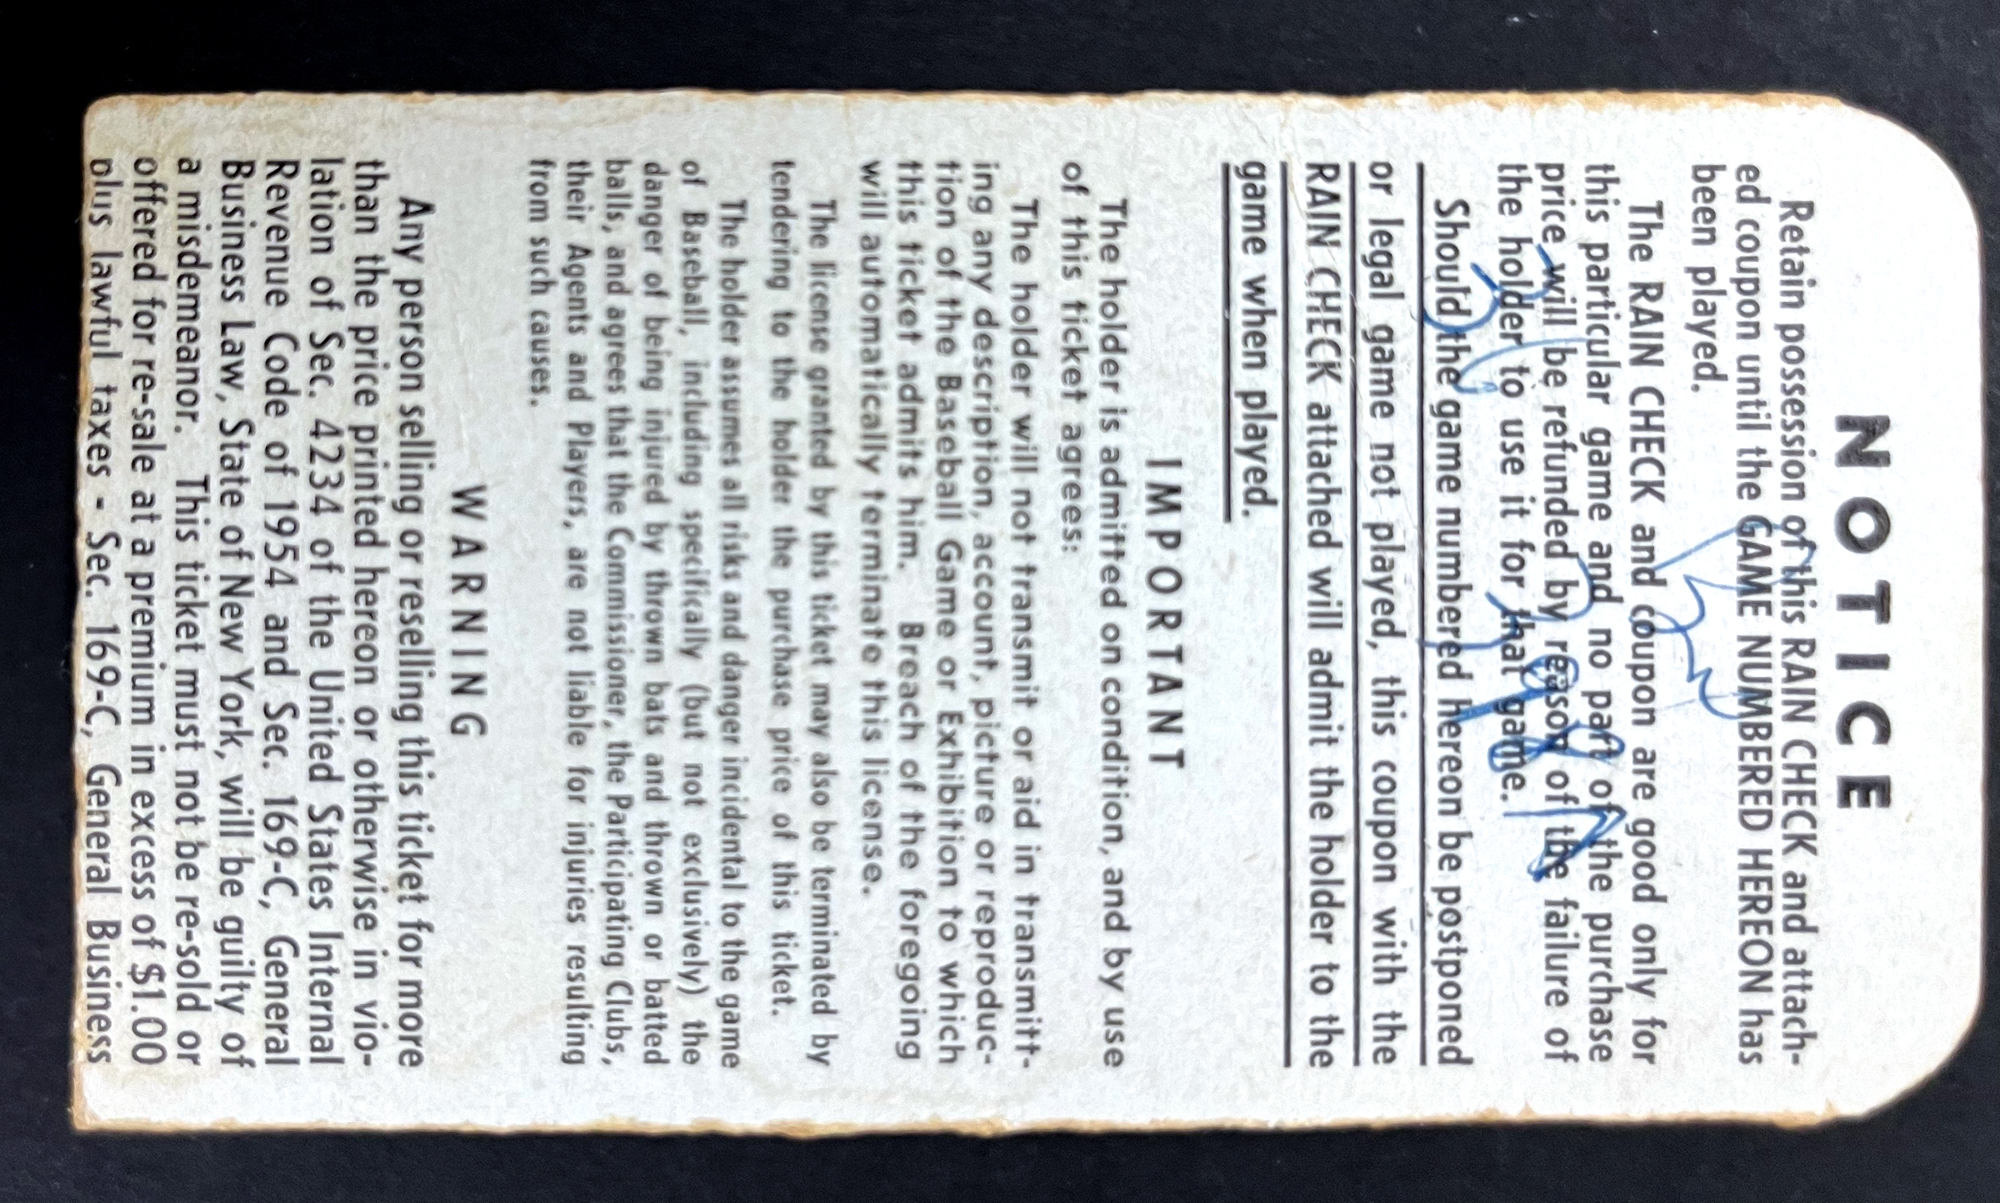 NOTICE
Retain possession of this RAIN CHECK and attach-
ed coupon until the GAME NUMBERED HEREON has
been played.
The RAIN CHECK and coupon are good only for
this particular game and no part of the purchase
price will be refunded by reason of the failure of
the holder to use it for that game.
Should the game numbered hereon be postponed
or legal game not played, this coupon with the
RAIN CHECK attached will admit the holder to the
game when played.
IMPORTANT
The holder is admitted on condition, and by use
of this ticket agrees:
The holder will not transmit or aid in transmitt-
ing any description, account, picture or reproduc-
tion of the Baseball Game or Exhibition to which
this ticket admits him. Breach of the foregoing
will automatically terminate this license.
The license granted by this ticket may also be terminated by
tendering to the holder the purchase price of this ticket.
The holder assumes all risks and danger incidental to the game
of Baseball, including specifically (but not exclusively) the
danger of being injured by thrown bats and thrown or batted
balls, and agrees that the Commissioner, the Participating Clubs,
their Agents and Players, are not liable for injuries resulting
from such causes.
WARNING
Any person selling or reselling this ticket for more
than the price printed hereon or otherwise in vio-
lation of Sec. 4234 of the United States Internal
Revenue Code of 1954 and Sec. 169-C, General
Business Law, State of New York, will be guilty of
a misdemeanor. This ticket must not be re-sold or
offered for re-sale at a premium in excess of $1.00
plus lawful taxes - Sec. 169-C, General Business